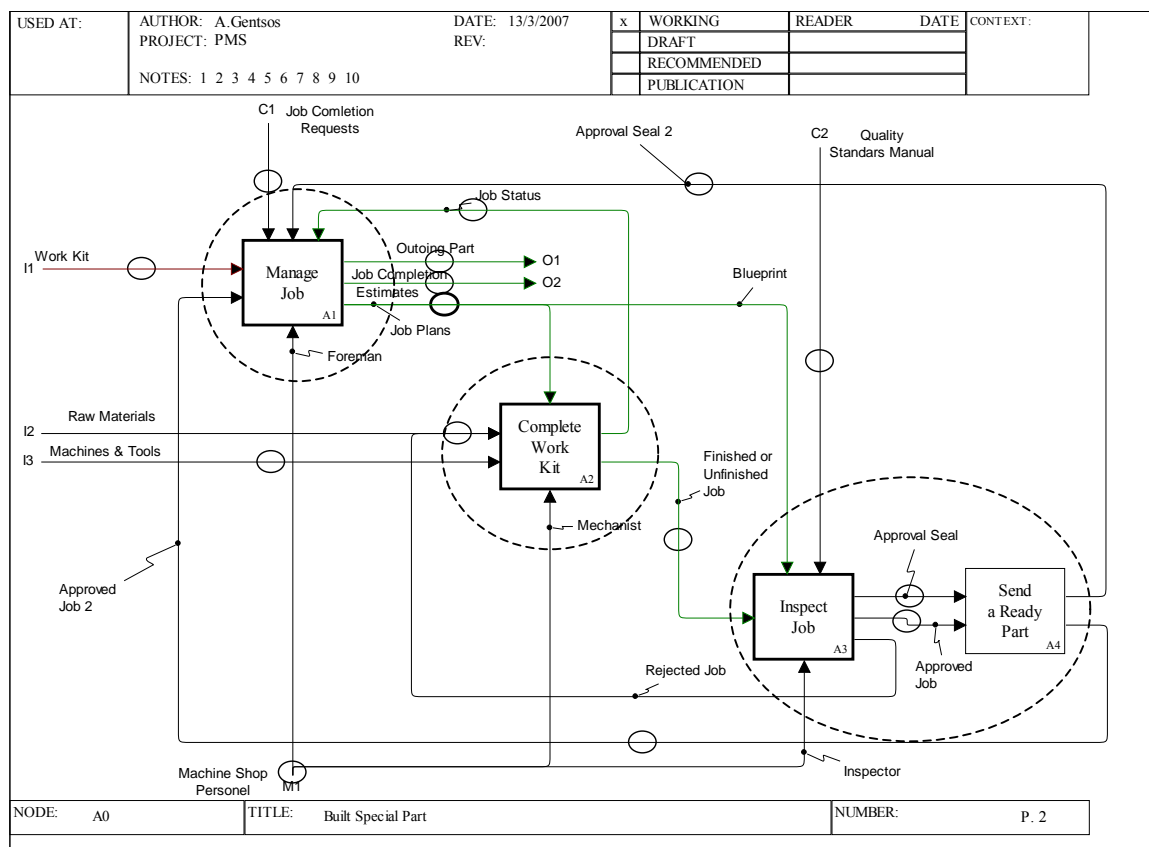 USED AT:
AUTHOR: A.Gentsos
DATE: 13/3/2007
PROJECT: PMS
REV:
NOTES: 1 2 3 4 5 6 7 8 9 10
x WORKING
DRAFT
RECOMMENDED
PUBLICATION
READER DATE
CONTEXT:
C1 Job Comletion
Requests
Approval Seal 2
C2 Quality
Standars Manual
Job Status
I1 Work Kit
Manage
Job
A1
Outoing Part
O1
Job Completion
Estimates
O2
Job Plans
Blueprint
Foreman
Raw Materials
I2
Machines & Tools
I3
Complete
Work
Kit
A2
Finished or
Unfinished
Job
Mechanist
Approved
Job 2
Approval Seal
Inspect
Job
A3
Send
a Ready
Part
A4
Approved
Job
Rejected Job
Machine Shop
Personel
M1
Inspector
NODE: A0
TITLE: Built Special Part
NUMBER: P. 2